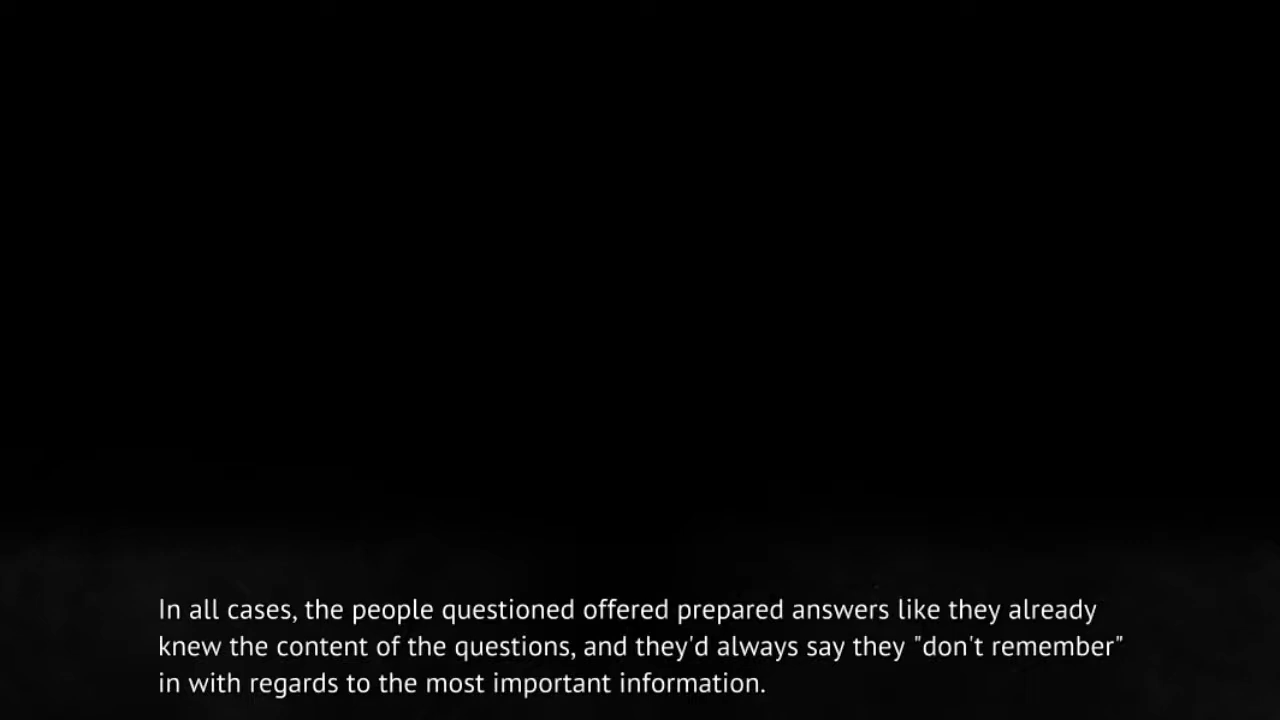 In all cases, the people questioned offered prepared answers like they already
knew the content of the questions, and they'd always say they "don't remember"
in with regards to the most important information.